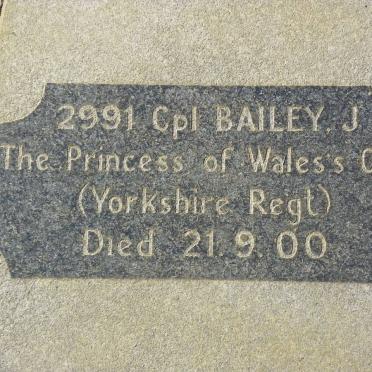 2991 Cpl BAILEY. J
The Princess of Wales's
(Yorkshire Regt)
Died 21. 9. 00